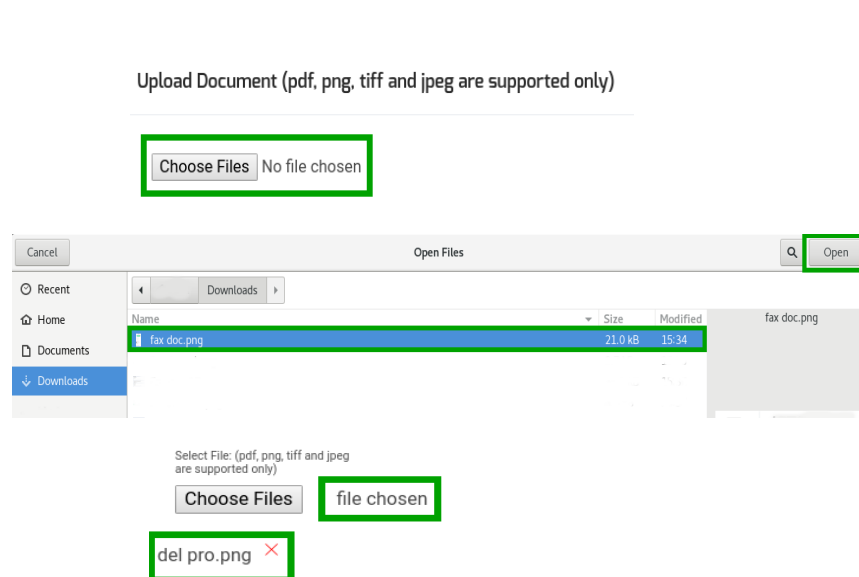 Upload Document (pdf, png, tiff and jpeg are supported only)
Choose Files No file chosen
Cancel Open Files Open
Recent
Downloads
Home
Name Size Modified
fax doc.png
fax doc.png 21.0 kB 15:34
Documents
Downloads
Select File: (pdf, png, tiff and jpeg
are supported only)
Choose Files file chosen
del pro.png